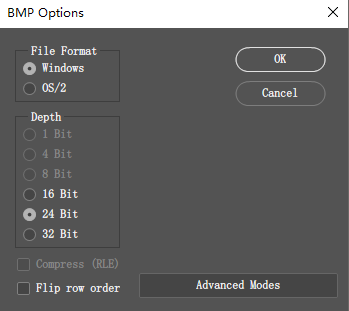 BMP Options
File Format
Windows
OS/2
OK
Cancel
Depth
1 Bit
4 Bit
8 Bit
16 Bit
24 Bit
32 Bit
Compress (RLE)
Flip row order
Advanced Modes